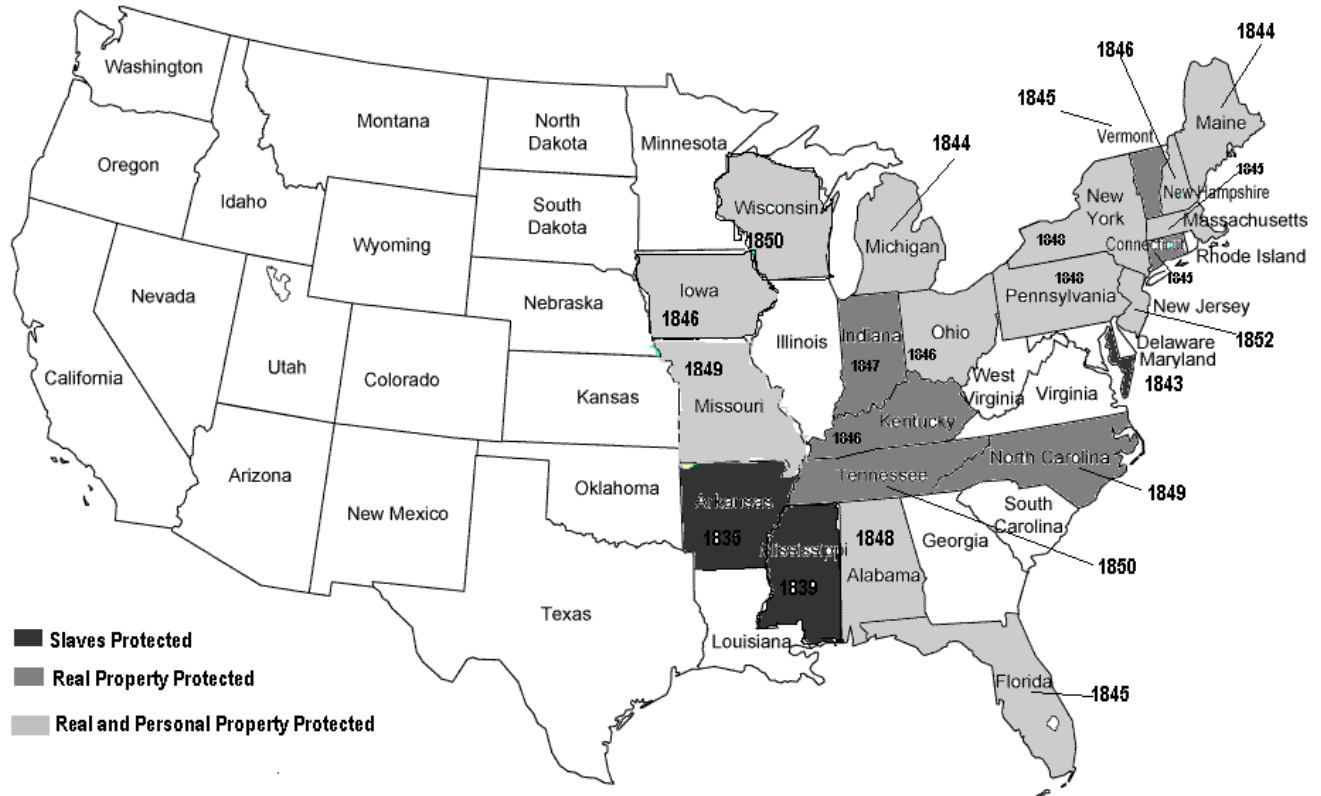 1844
1846
1845
Washington
Vermont
Maine
Montana
North
Dakota
Minnesota
1844
Oregon
1845
Idaho
New Hampshire
South
Dakota
Wisconsin
New
York
Massachusetts
Wyoming
1850
Michigan
1848
Connecticut
Rhode Island
1848
1845
Nevada
Nebraska
Iowa
Pennsylvania
New Jersey
1846
Illinois
Indiana
Ohio
1852
Delaware
Maryland
Utah
1849
1847
1846
California
Colorado
Kansas
Missouri
West
Virginia
Virginia
1843
Kentucky
1846
Arizona
Oklahoma
Tennessee
North Carolina
Arkansas
1849
New Mexico
South
Carolina
1835
Mississippi
1848
Georgia
1850
1839
Alabama
Texas
Louisiana
Florida
1845
Slaves Protected
Real Property Protected
Real and Personal Property Protected